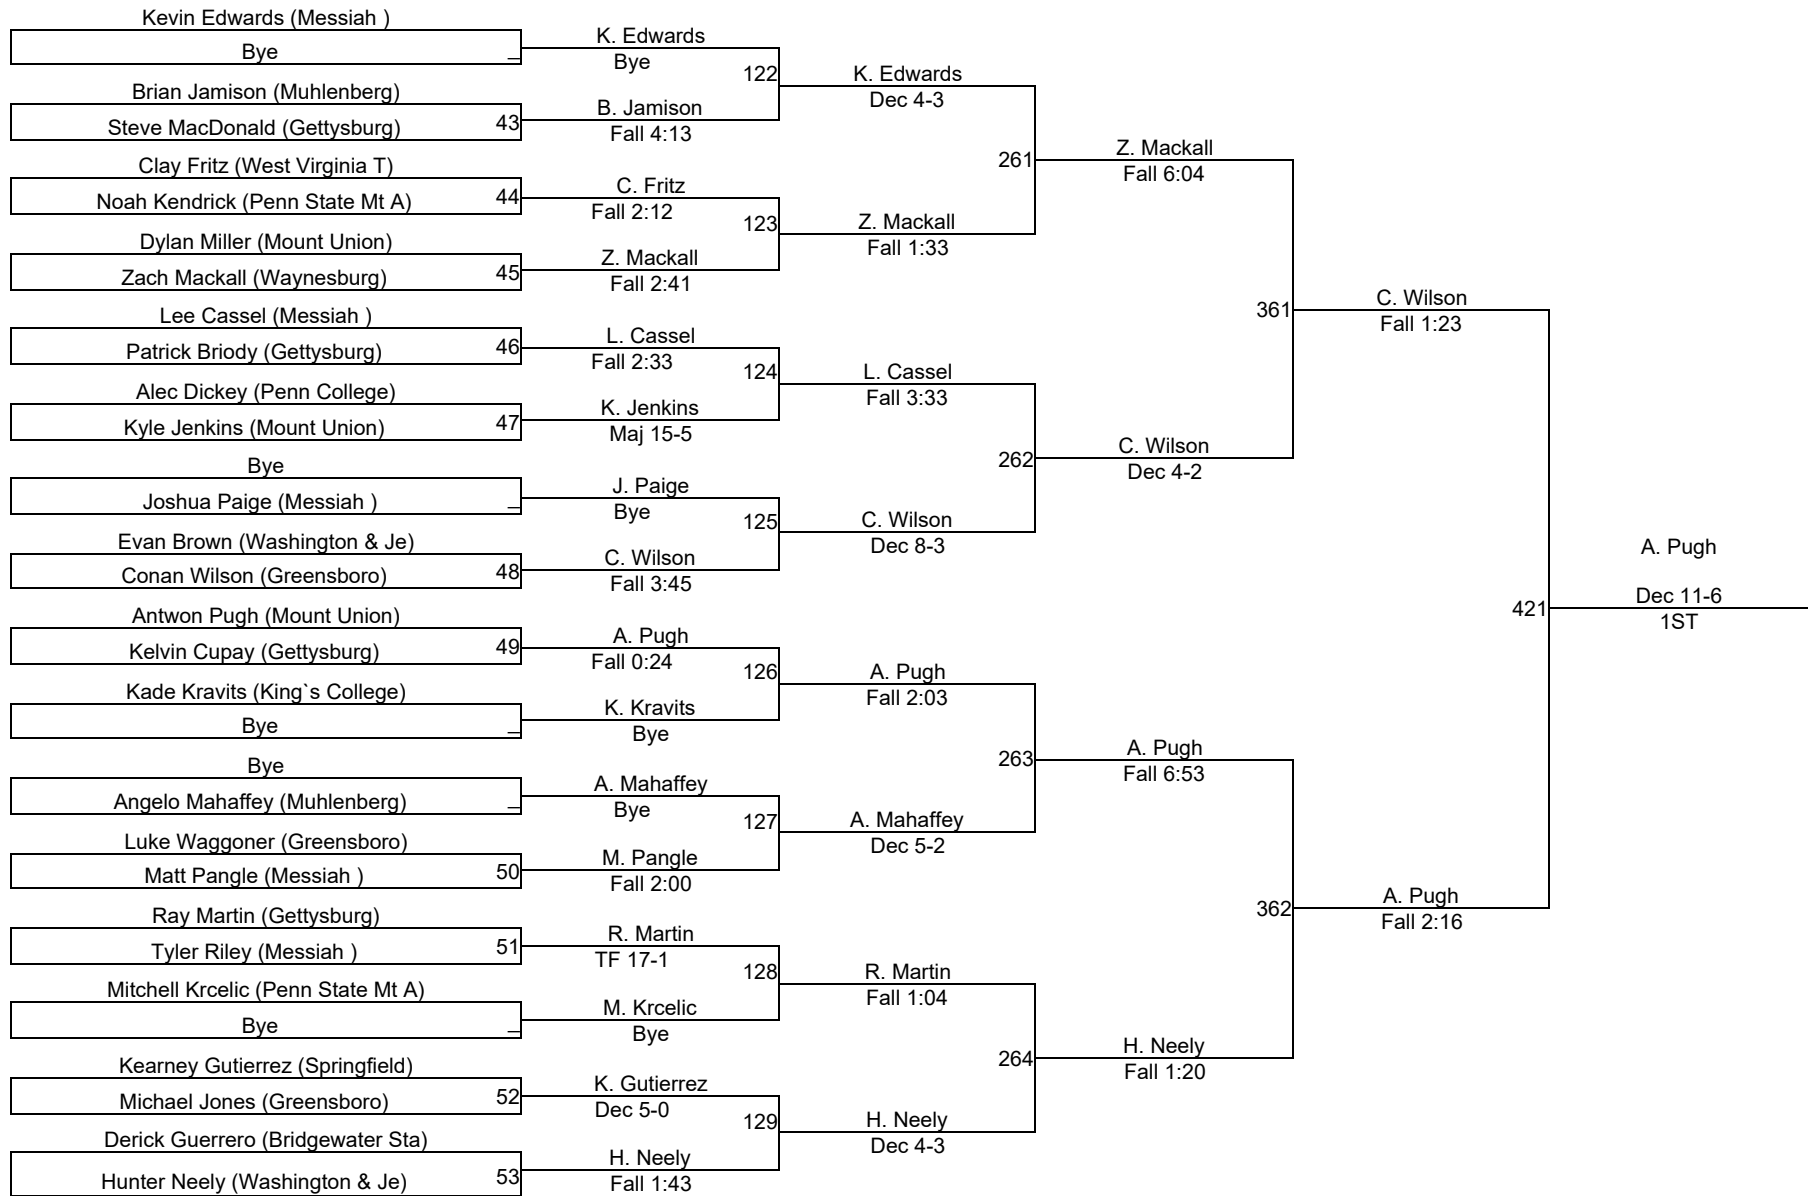 Kevin Edwards (Messiah )
Bye
_
Brian Jamison (Muhlenberg)
Steve MacDonald (Gettysburg)
43
Clay Fritz (West Virginia T)
Noah Kendrick (Penn State Mt A)
44
Dylan Miller (Mount Union)
Zach Mackall (Waynesburg)
45
Lee Cassel (Messiah )
Patrick Briody (Gettysburg)
46
Alec Dickey (Penn College)
Kyle Jenkins (Mount Union)
47
Bye
Joshua Paige (Messiah )
_
Evan Brown (Washington & Je)
Conan Wilson (Greensboro)
48
Antwon Pugh (Mount Union)
Kelvin Cupay (Gettysburg)
49
Kade Kravits (King`s College)
Bye
_
Bye
Angelo Mahaffey (Muhlenberg)
_
Luke Waggoner (Greensboro)
Matt Pangle (Messiah )
50
Ray Martin (Gettysburg)
Tyler Riley (Messiah )
51
Mitchell Krcelic (Penn State Mt A)
Bye
_
Kearney Gutierrez (Springfield)
Michael Jones (Greensboro)
52
Derick Guerrero (Bridgewater Sta)
Hunter Neely (Washington & Je)
53
K. Edwards
Bye
122
B. Jamison
Fall 4:13
C. Fritz
Fall 2:12
123
Z. Mackall
Fall 2:41
L. Cassel
Fall 2:33
124
K. Jenkins
Maj 15-5
J. Paige
Bye
125
C. Wilson
Fall 3:45
A. Pugh
Fall 0:24
126
K. Kravits
Bye
A. Mahaffey
Bye
127
M. Pangle
Fall 2:00
R. Martin
TF 17-1
128
M. Krcelic
Bye
K. Gutierrez
Dec 5-0
129
H. Neely
Fall 1:43
K. Edwards
Dec 4-3
261
Z. Mackall
Fall 1:33
L. Cassel
Fall 3:33
262
C. Wilson
Dec 8-3
A. Pugh
Fall 2:03
263
A. Mahaffey
Dec 5-2
R. Martin
Fall 1:04
264
H. Neely
Dec 4-3
Z. Mackall
Fall 6:04
361
C. Wilson
Dec 4-2
A. Pugh
Fall 6:53
362
H. Neely
Fall 1:20
C. Wilson
Fall 1:23
421
A. Pugh
Fall 2:16
A. Pugh
Dec 11-6
1ST